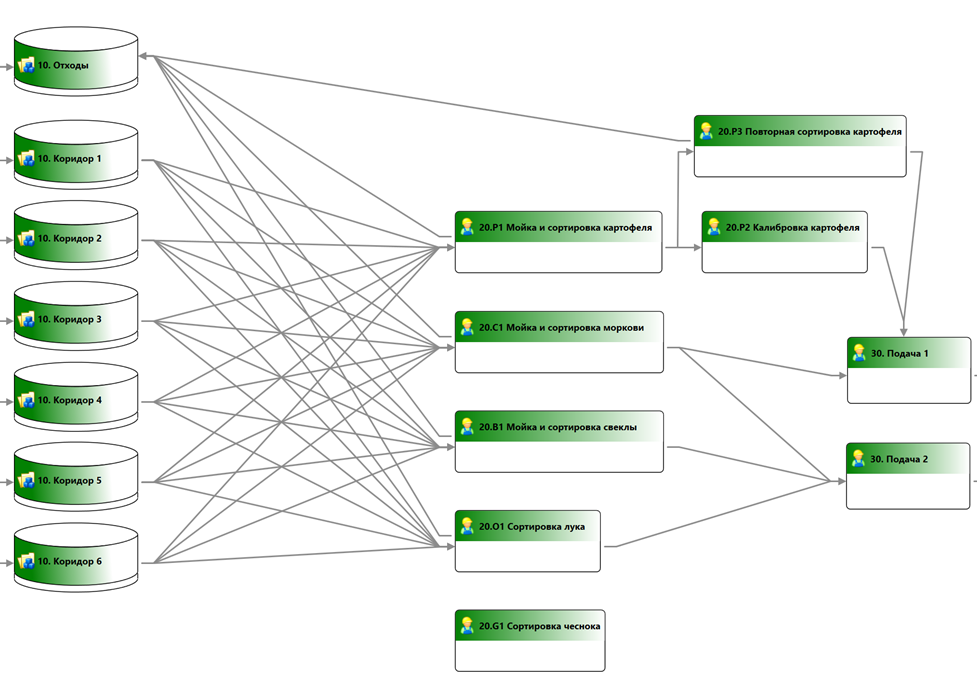 10. Отходы
10. Коридор 1
10. Коридор 2
10. Коридор 3
10. Коридор 4
10. Коридор 5
10. Коридор 6
20.P1 Мойка и сортировка картофеля
20.C1 Мойка и сортировка моркови
20.B1 Мойка и сортировка свеклы
20.O1 Сортировка лука
20.G1 Сортировка чеснока
20.P3 Повторная сортировка картофеля
20.P2 Калибровка картофеля
30. Подача 1
30. Подача 2